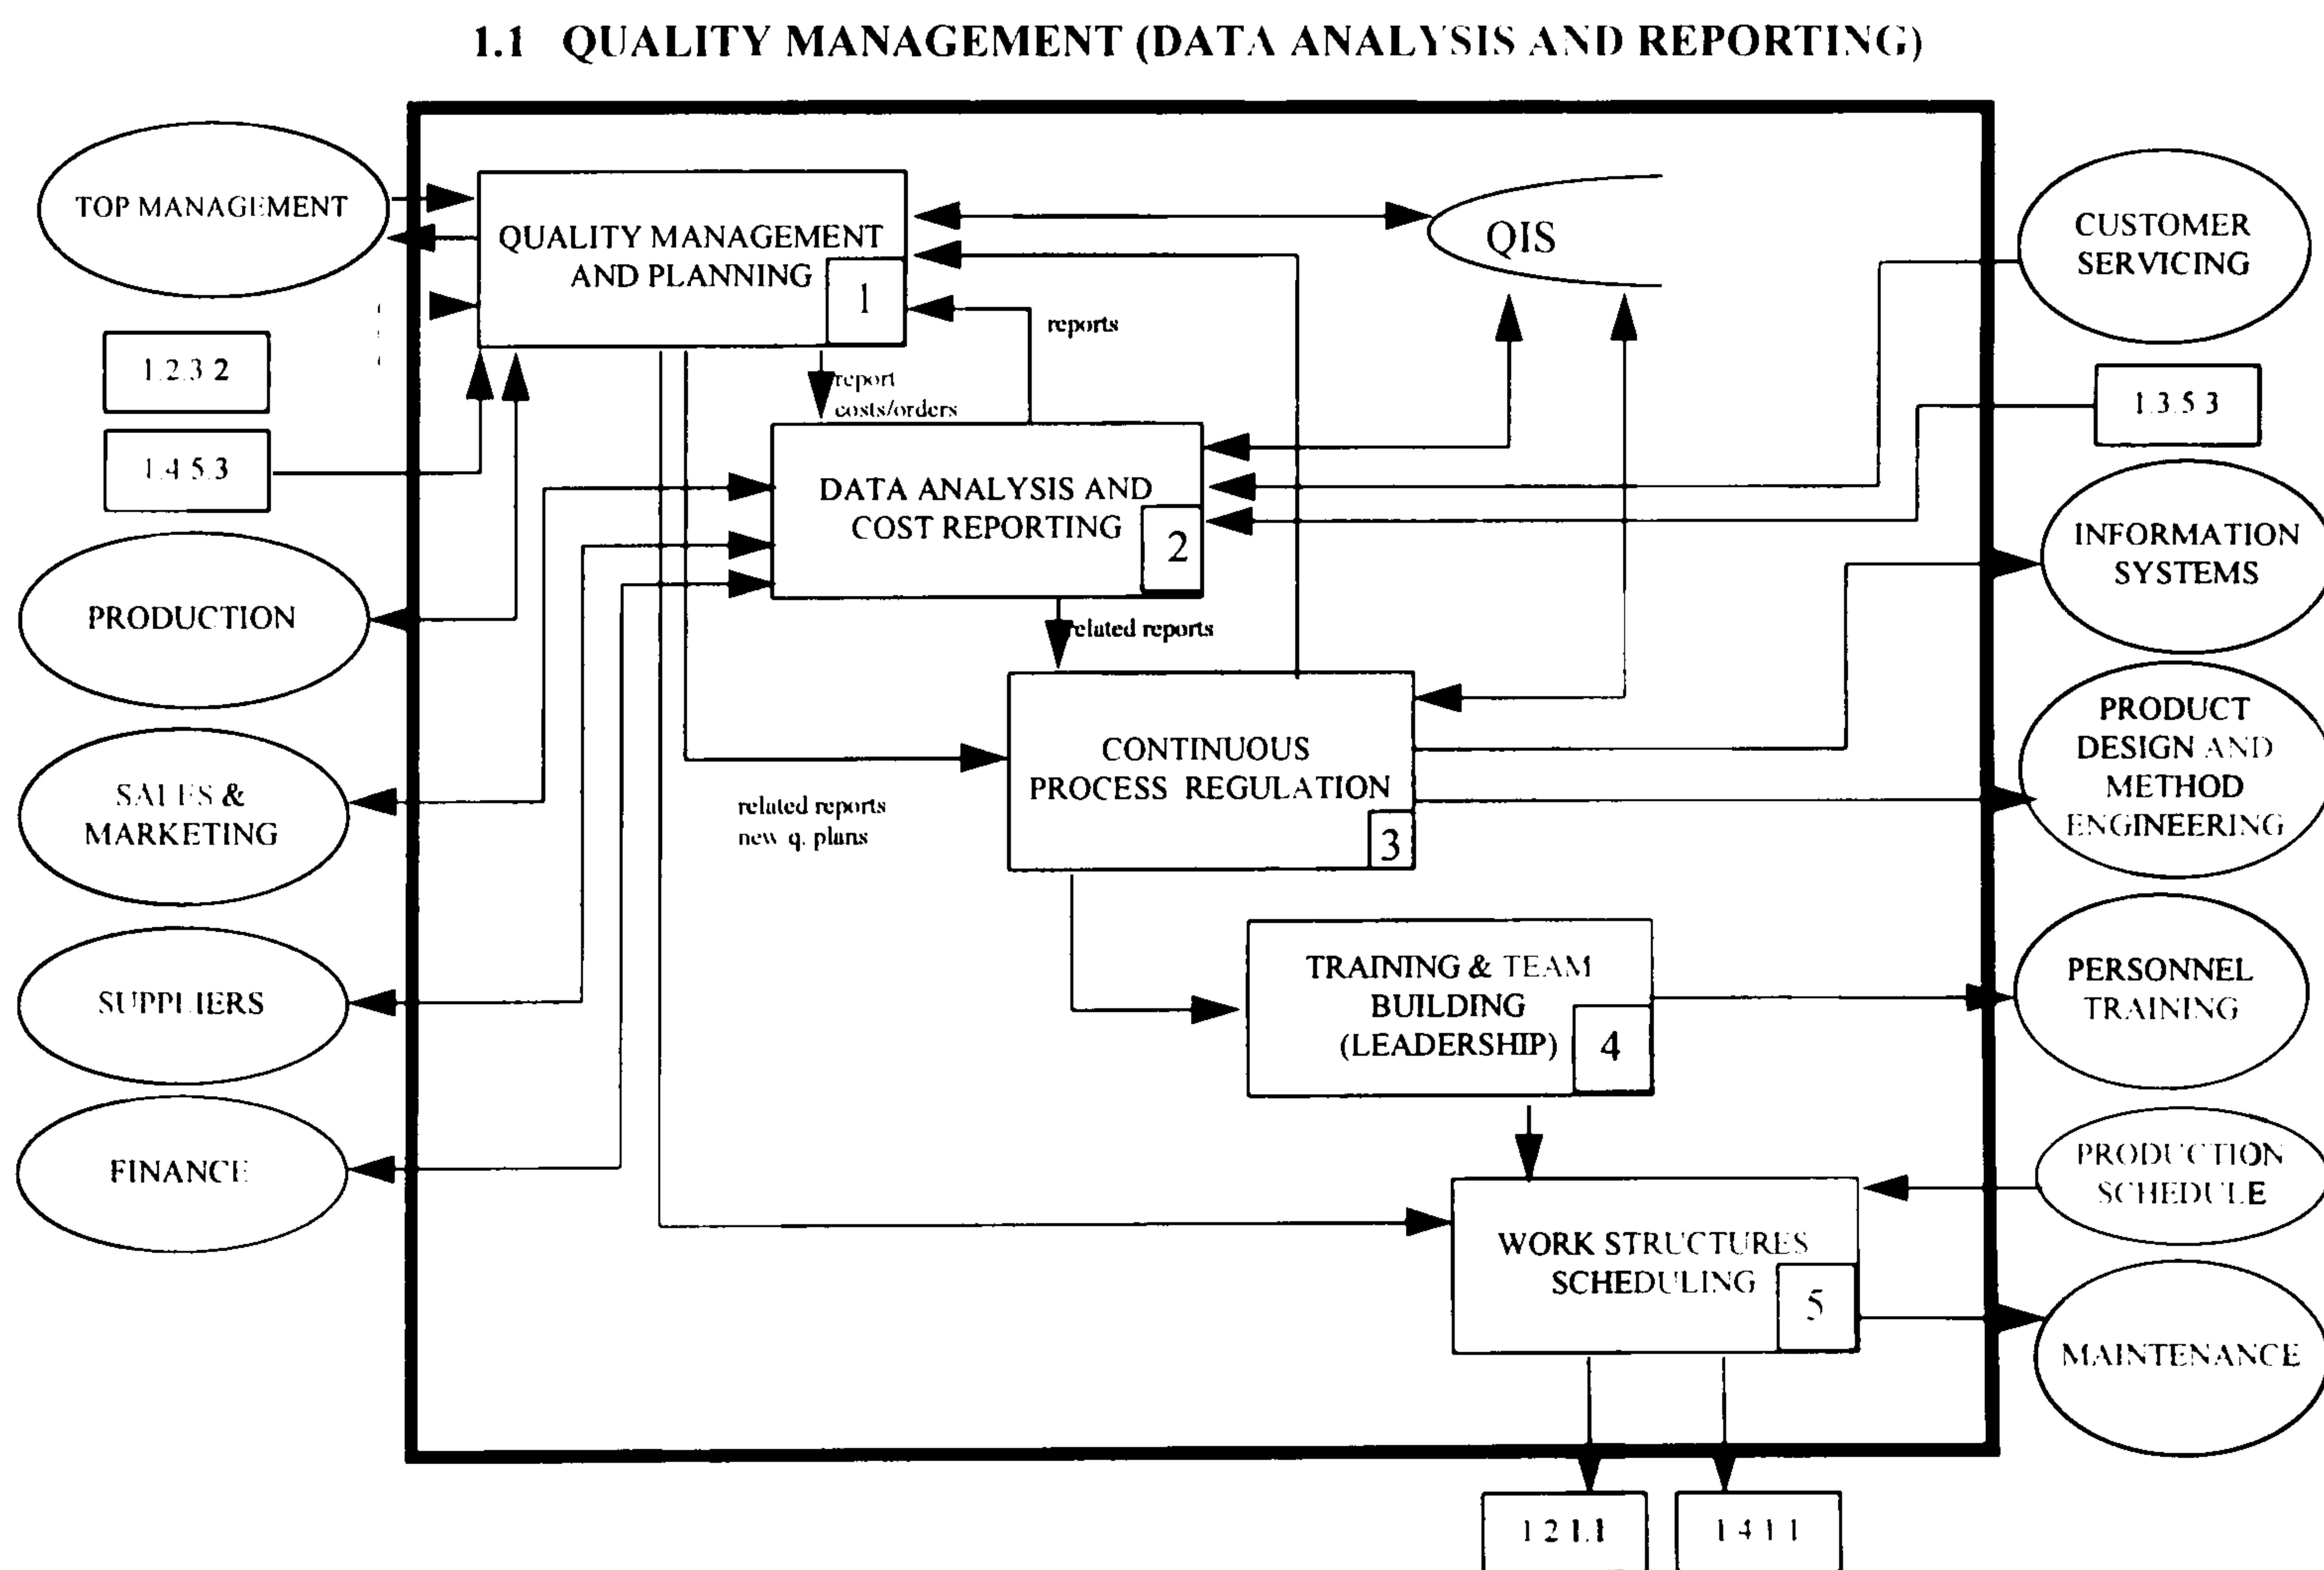 1.1 QUALITY MANAGEMENT (DATA ANALYSIS AND REPORTING)
TOP MANAGEMENT
1.2.3 2
1.4 5.3
PRODUCTION
SALES &
MARKETING
SUPPLIERS
FINANCE
QUALITY MANAGEMENT
AND PLANNING
1
QIS
reports
report
costs/orders
DATA ANALYSIS AND
COST REPORTING
2
related reports
CONTINUOUS
PROCESS REGULATION
3
related reports
new q. plans
TRAINING & TEAM
BUILDING
(LEADERSHIP)
4
WORK STRUCTURES
SCHEDULING
5
CUSTOMER
SERVICING
1.3.5 3
INFORMATION
SYSTEMS
PRODUCT
DESIGN AND
METHOD
ENGINEERING
PERSONNEL
TRAINING
PRODUCTION
SCHEDULE
MAINTENANCE
1 2 1.1
1 4 1 1